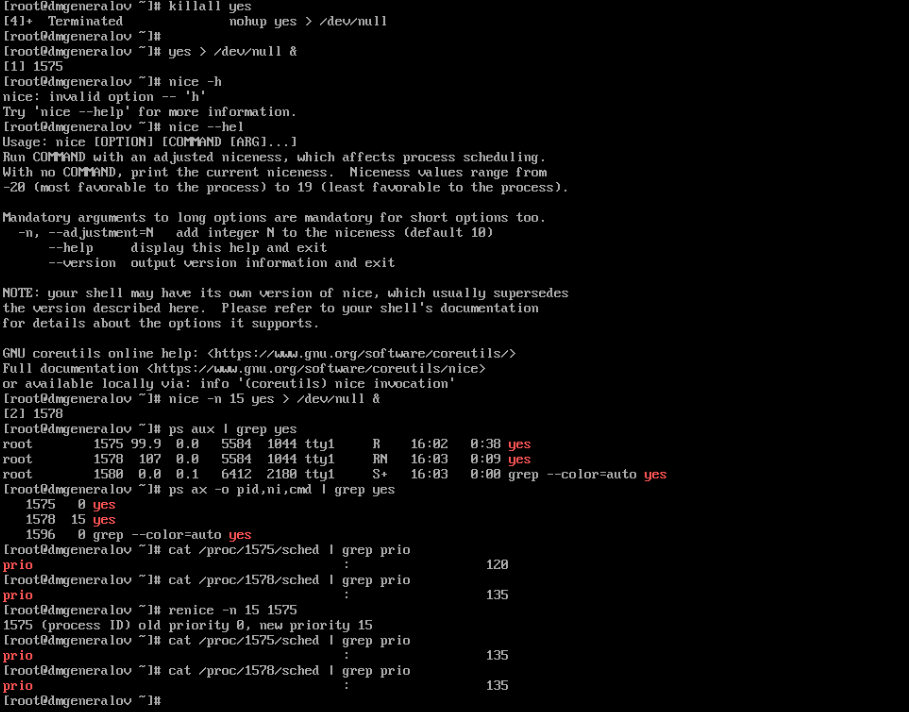 [root@dmgeneralov ~]# killall yes
[4]+  Terminated              nohup yes > /dev/null
[root@dmgeneralov ~]#
[root@dmgeneralov ~]# yes > /dev/null &
[1] 1575
[root@dmgeneralov ~]# nice -h
nice: invalid option -- 'h'
Try 'nice --help' for more information.
[root@dmgeneralov ~]# nice --hel
Usage: nice [OPTION] [COMMAND [ARG]...]
Run COMMAND with an adjusted niceness, which affects process scheduling.
With no COMMAND, print the current niceness.  Niceness values range from
-20 (most favorable to the process) to 19 (least favorable to the process).

Mandatory arguments to long options are mandatory for short options too.
  -n, --adjustment=N   add integer N to the niceness (default 10)
      --help     display this help and exit
      --version  output version information and exit

NOTE: your shell may have its own version of nice, which usually supersedes
the version described here.  Please refer to your shell's documentation
for details about the options it supports.

GNU coreutils online help: <https://www.gnu.org/software/coreutils/>
Full documentation <https://www.gnu.org/software/coreutils/nice>
or available locally via: info '(coreutils) nice invocation'
[root@dmgeneralov ~]# nice -n 15 yes > /dev/null &
[2] 1578
[root@dmgeneralov ~]# ps aux | grep yes
root        1575 99.9  0.0   5584  1044 tty1     R    16:02   0:38 yes
root        1578  107  0.0   5584  1044 tty1     RN   16:03   0:09 yes
root        1580  0.0  0.1   6412  2180 tty1     S+   16:03   0:00 grep --color=auto yes
[root@dmgeneralov ~]# ps ax -o pid,ni,cmd | grep yes
   1575   0 yes
   1578  15 yes
   1596   0 grep --color=auto yes
[root@dmgeneralov ~]# cat /proc/1575/sched | grep prio
prio                                         :                  120
[root@dmgeneralov ~]# cat /proc/1578/sched | grep prio
prio                                         :                  135
[root@dmgeneralov ~]# renice -n 15 1575
1575 (process ID) old priority 0, new priority 15
[root@dmgeneralov ~]# cat /proc/1575/sched | grep prio
prio                                         :                  135
[root@dmgeneralov ~]# cat /proc/1578/sched | grep prio
prio                                         :                  135
[root@dmgeneralov ~]#